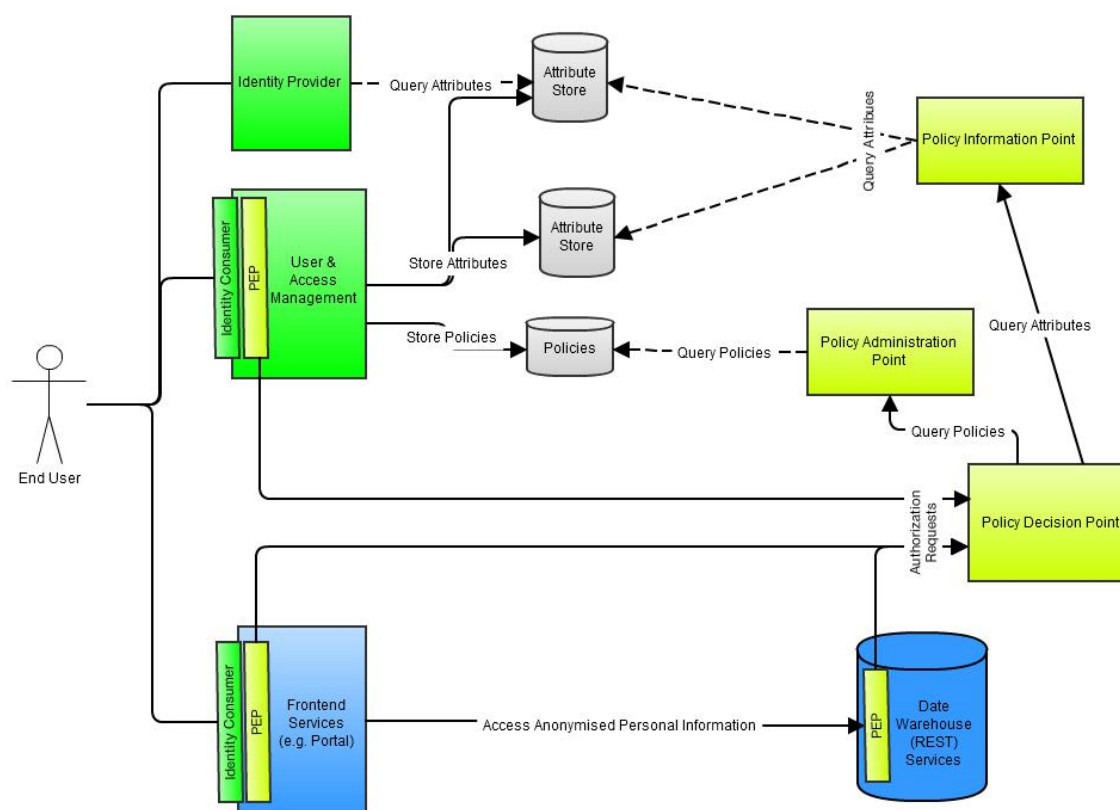 Identity Provider
Query Attributes
Attribute
Store
Query Attribues
Policy Information Point
Identity Consumer
PEP
User &
Access
Management
Store Attributes
Attribute
Store
Store Policies
Policies
Query Policies
Policy Administration
Point
Query Attributes
Query Policies
End User
Authorization
Requests
Policy Decision Point
Identity Consumer
PEP
Frontend
Services
(e.g. Portal)
Access Anonymised Personal Information
PEP
Date
Warehouse
(REST)
Services